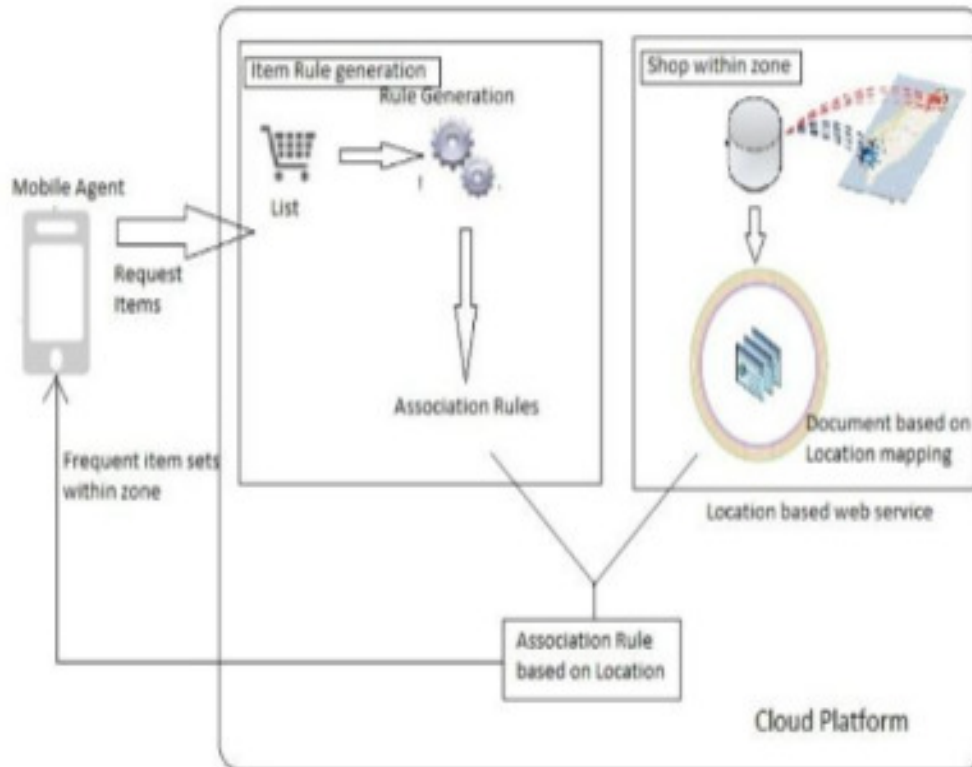 Item Rule generation
Rule Generation
List
Association Rules
Shop within zone
Document based on
Location mapping
Location based web service
Mobile Agent
Request
Items
Frequent item sets
within zone
Association Rule
based on Location
Cloud Platform